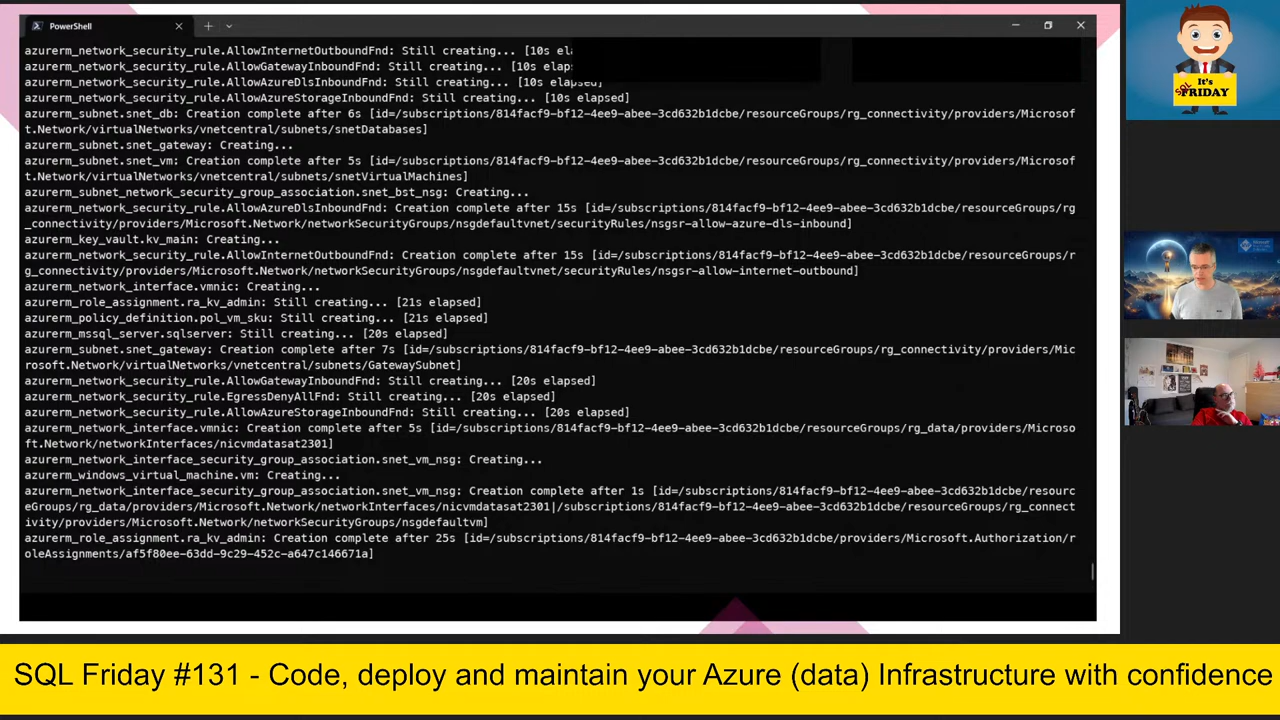 PowerShell
azurerm_network_security_rule.AllowInternetOutboundFnd: Still creating... [10s ela
azurerm_network_security_rule.AllowGatewayInboundFnd: Still creating... [10s elaps
azurerm_network_security_rule.AllowAzureDlsInboundFnd: Still creating... [10s elapsed]
azurerm_network_security_rule.AllowAzureStorageInboundFnd: Still creating... [10s elapsed]
azurerm_subnet.snet_db: Creation complete after 6s [id=/subscriptions/814facf9-bf12-4ee9-abee-3cd632b1dcbe/resourceGroups/rg_connectivity/providers/Microsof
t.Network/virtualNetworks/vnetcentral/subnets/snetDatabases]
azurerm_subnet.snet_gateway: Creating...
azurerm_subnet.snet_vm: Creation complete after 5s [id=/subscriptions/814facf9-bf12-4ee9-abee-3cd632b1dcbe/resourceGroups/rg_connectivity/providers/Microsof
t.Network/virtualNetworks/vnetcentral/subnets/snetVirtualMachines]
azurerm_subnet_network_security_group_association.snet_bst_nsg: Creating...
azurerm_network_security_rule.AllowAzureDlsInboundFnd: Creation complete after 15s [id=/subscriptions/814facf9-bf12-4ee9-abee-3cd632b1dcbe/resourceGroups/rg
_connectivity/providers/Microsoft.Network/networkSecurityGroups/nsgdefaultvnet/securityRules/nsgsr-allow-azure-dls-inbound]
azurerm_key_vault.kv_main: Creating...
azurerm_network_security_rule.AllowInternetOutboundFnd: Creation complete after 15s [id=/subscriptions/814facf9-bf12-4ee9-abee-3cd632b1dcbe/resourceGroups/r
g_connectivity/providers/Microsoft.Network/networkSecurityGroups/nsgdefaultvnet/securityRules/nsgsr-allow-internet-outbound]
azurerm_network_interface.vmnic: Creating...
azurerm_role_assignment.ra_kv_admin: Still creating... [21s elapsed]
azurerm_policy_definition.pol_vm_sku: Still creating... [21s elapsed]
azurerm_mssql_server.sqlserver: Still creating... [20s elapsed]
azurerm_subnet.snet_gateway: Creation complete after 7s [id=/subscriptions/814facf9-bf12-4ee9-abee-3cd632b1dcbe/resourceGroups/rg_connectivity/providers/Mic
rosoft.Network/virtualNetworks/vnetcentral/subnets/GatewaySubnet]
azurerm_network_security_rule.AllowGatewayInboundFnd: Still creating... [20s elapsed]
azurerm_network_security_rule.EgressDenyAllFnd: Still creating... [20s elapsed]
azurerm_network_security_rule.AllowAzureStorageInboundFnd: Still creating... [20s elapsed]
azurerm_network_interface.vmnic: Creation complete after 5s [id=/subscriptions/814facf9-bf12-4ee9-abee-3cd632b1dcbe/resourceGroups/rg_data/providers/Microso
ft.Network/networkInterfaces/nicvmdatasat2301]
azurerm_network_interface_security_group_association.snet_vm_nsg: Creating...
azurerm_windows_virtual_machine.vm: Creating...
azurerm_network_interface_security_group_association.snet_vm_nsg: Creation complete after 1s [id=/subscriptions/814facf9-bf12-4ee9-abee-3cd632b1dcbe/resourc
eGroups/rg_data/providers/Microsoft.Network/networkInterfaces/nicvmdatasat2301|/subscriptions/814facf9-bf12-4ee9-abee-3cd632b1dcbe/resourceGroups/rg_connect
ivity/providers/Microsoft.Network/networkSecurityGroups/nsgdefaultvm]
azurerm_role_assignment.ra_kv_admin: Creation complete after 25s [id=/subscriptions/814facf9-bf12-4ee9-abee-3cd632b1dcbe/providers/Microsoft.Authorization/r
oleAssignments/af5f80ee-63dd-9c29-452c-a647c146671a]
It's
SQL FRIDAY
SQL Friday #131 - Code, deploy and maintain your Azure (data) Infrastructure with confidence